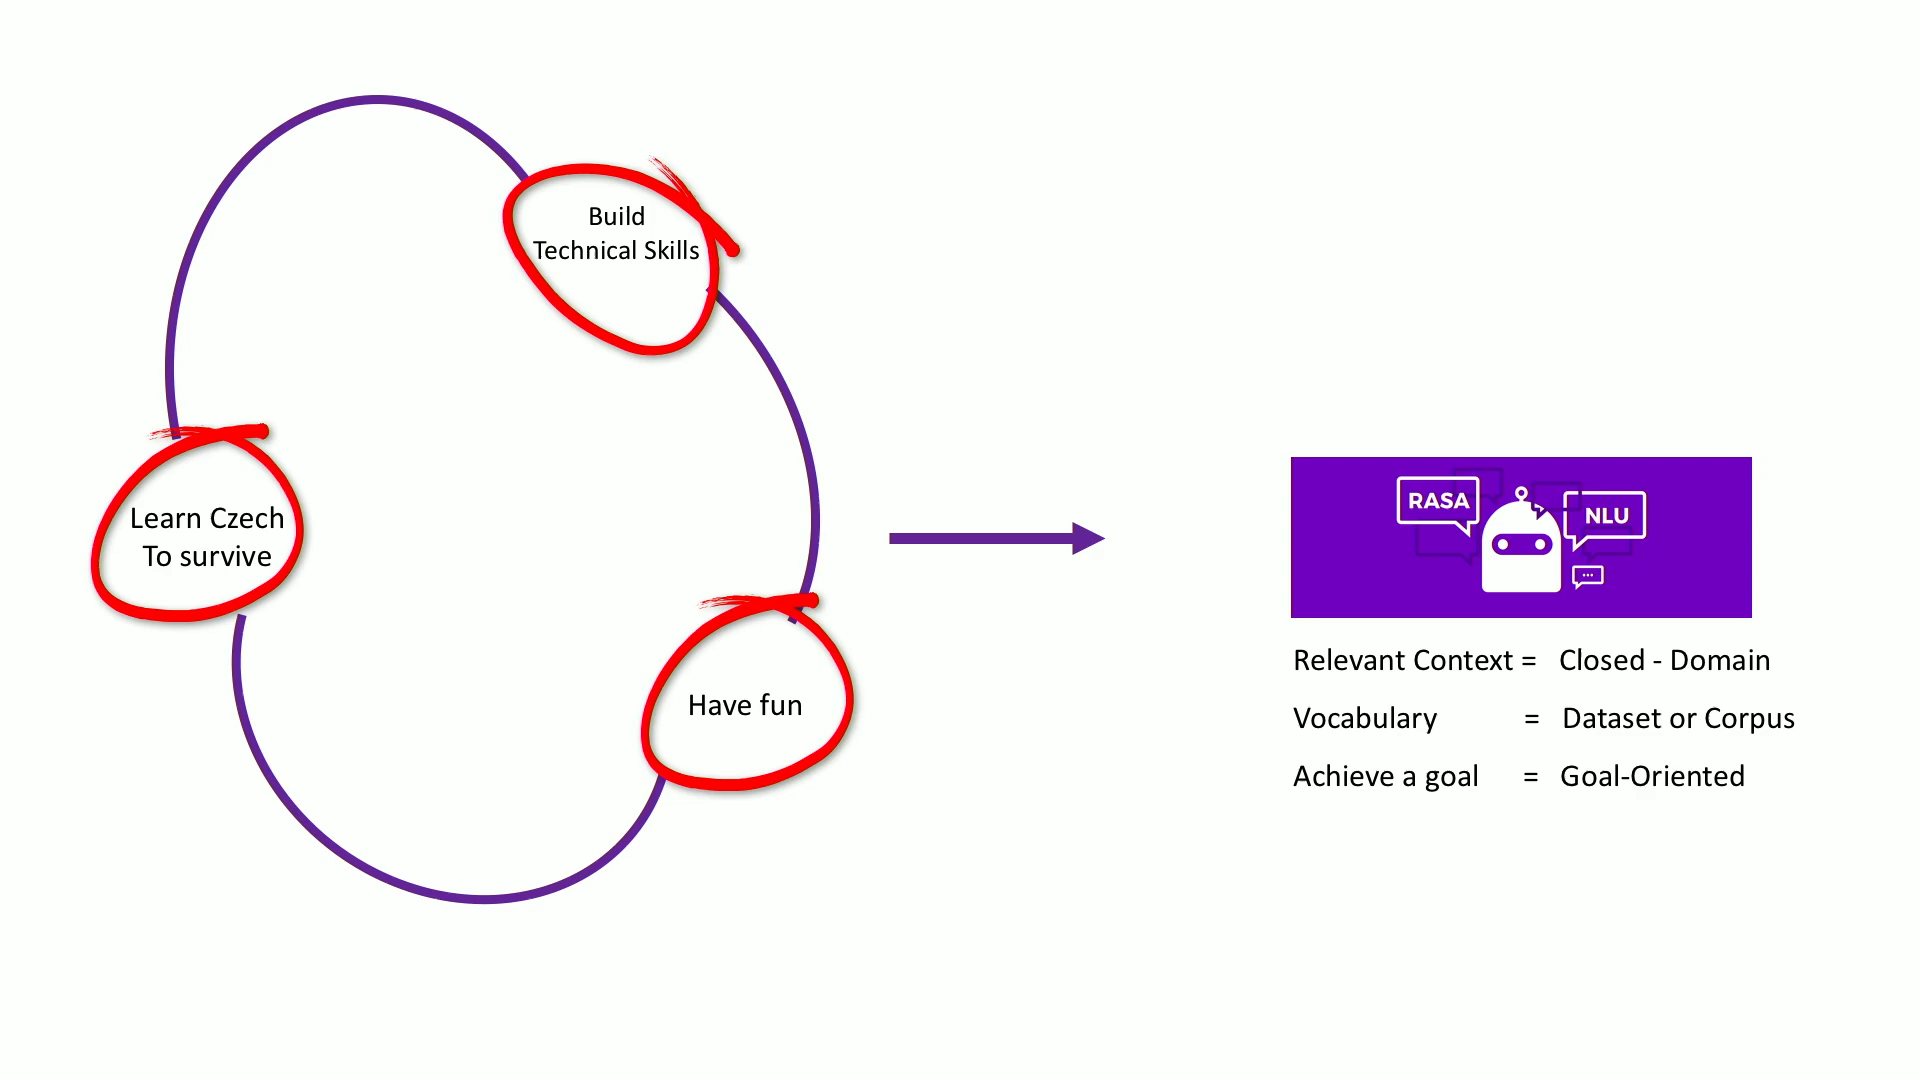 Build
Technical Skills
Learn Czech
To survive
Have fun
RASA
NLU
Relevant Context = Closed - Domain
Vocabulary = Dataset or Corpus
Achieve a goal = Goal-Oriented